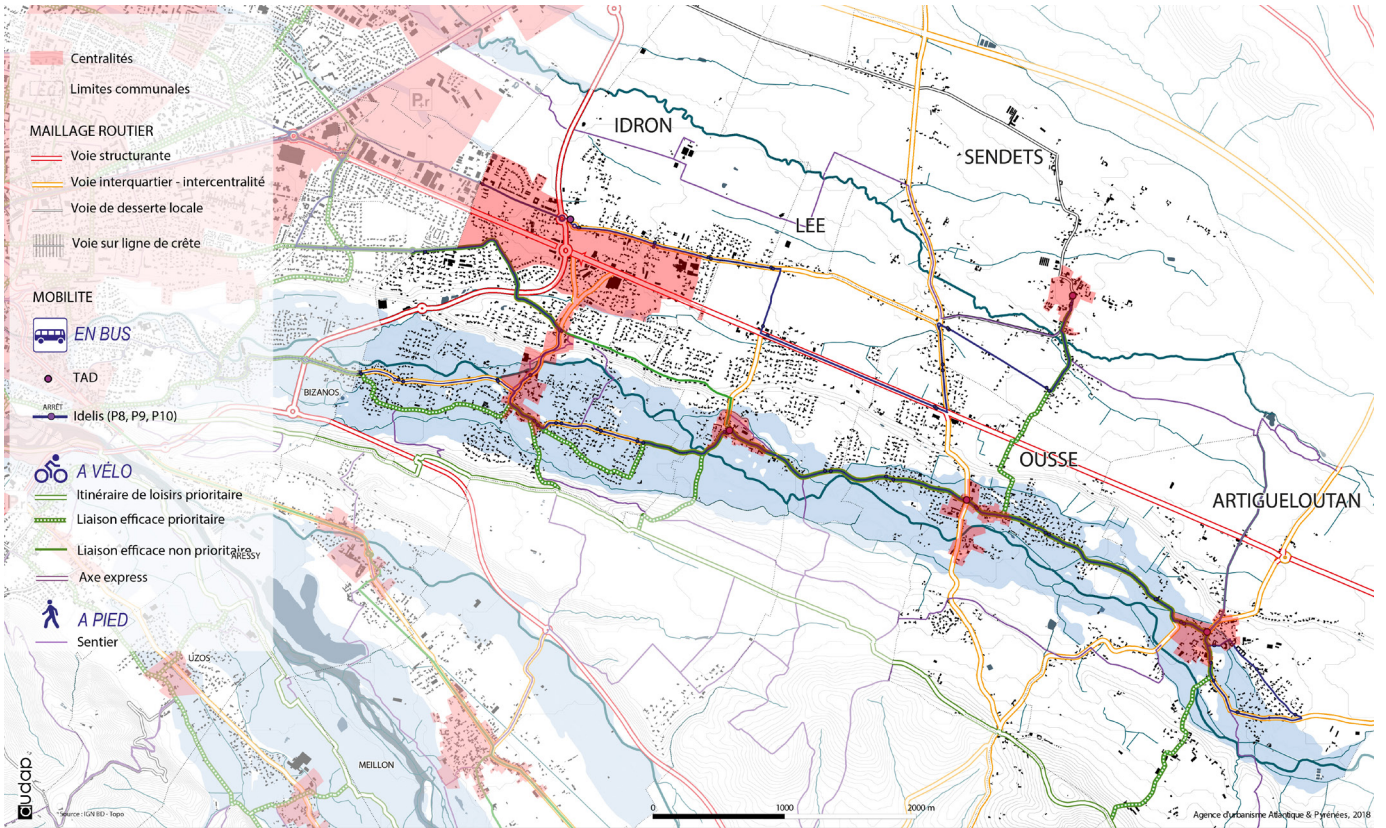 Centralités
Limites communales
MAILLAGE ROUTIER
Voie structurante
Voie interquartier - intercentralité
Voie de desserte locale
Voie sur ligne de crête
MOBILITE
EN BUS
TAD
ARRÊT
Idelis (P8, P9, P10)
A VÉLO
Itinéraire de loisirs prioritaire
Liaison efficace prioritaire
Liaison efficace non prioritaire
Axe express
A PIED
Sentier
P+r
IDRON
SENDETS
LEE
BIZANOS
OUSSE
ARTIGUELOUTAN
ARESSY
UZOS
MEILLON
audap.
*Source : IGN BD - Topo
0 1000 2000 m
Agence d'urbanisme Atlantique & Pyrénées, 2018